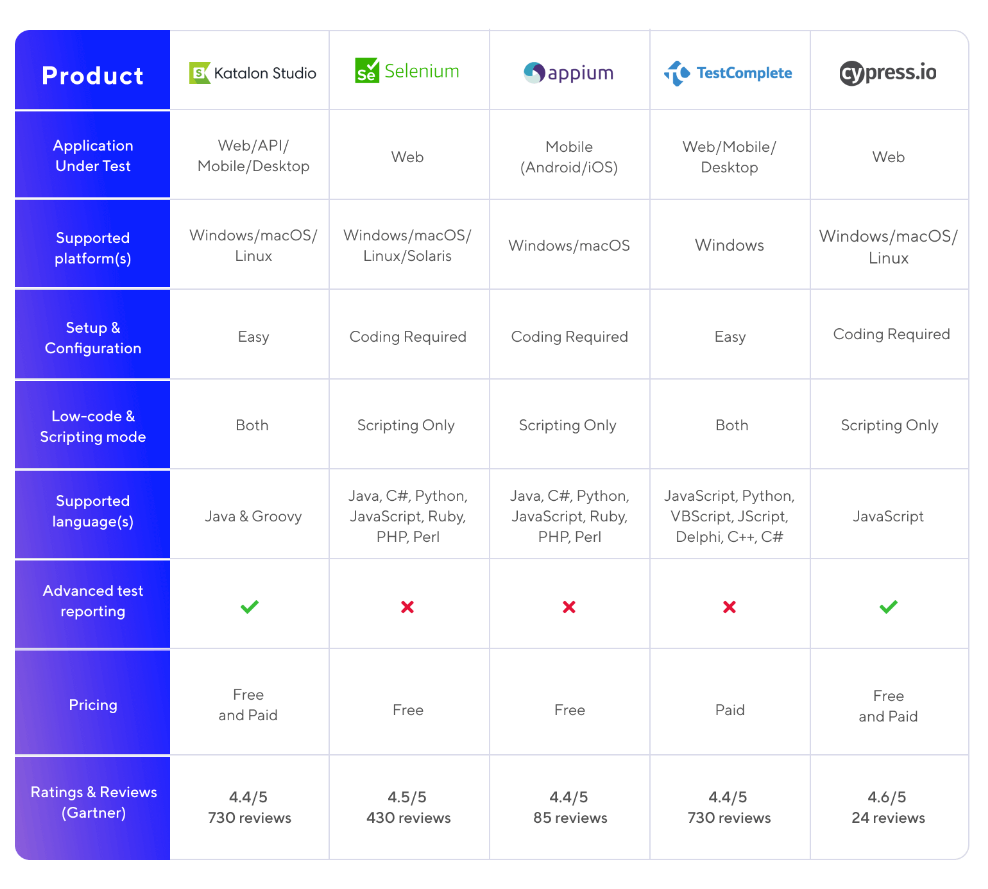 Product
Katalon Studio
Se Selenium
appium
TestComplete
cypress.io
Application
Under Test
Web/API/
Mobile/Desktop
Web
Mobile
(Android/iOS)
Web/Mobile/
Desktop
Web
Supported
platform(s)
Windows/macOS/
Linux
Windows/macOS/
Linux/Solaris
Windows/macOS
Windows
Windows/macOS/
Linux
Setup &
Configuration
Easy
Coding Required
Coding Required
Easy
Coding Required
Low-code &
Scripting mode
Both
Scripting Only
Scripting Only
Both
Scripting Only
Supported
language(s)
Java & Groovy
Java, C#, Python,
JavaScript, Ruby,
PHP, Perl
Java, C#, Python,
JavaScript, Ruby,
PHP, Perl
JavaScript, Python,
VBScript, JScript,
Delphi, C++, C#
JavaScript
Advanced test
reporting
Pricing
Free
and Paid
Free
Free
Paid
Free
and Paid
Ratings & Reviews
(Gartner)
4.4/5
730 reviews
4.5/5
430 reviews
4.4/5
85 reviews
4.4/5
730 reviews
4.6/5
24 reviews